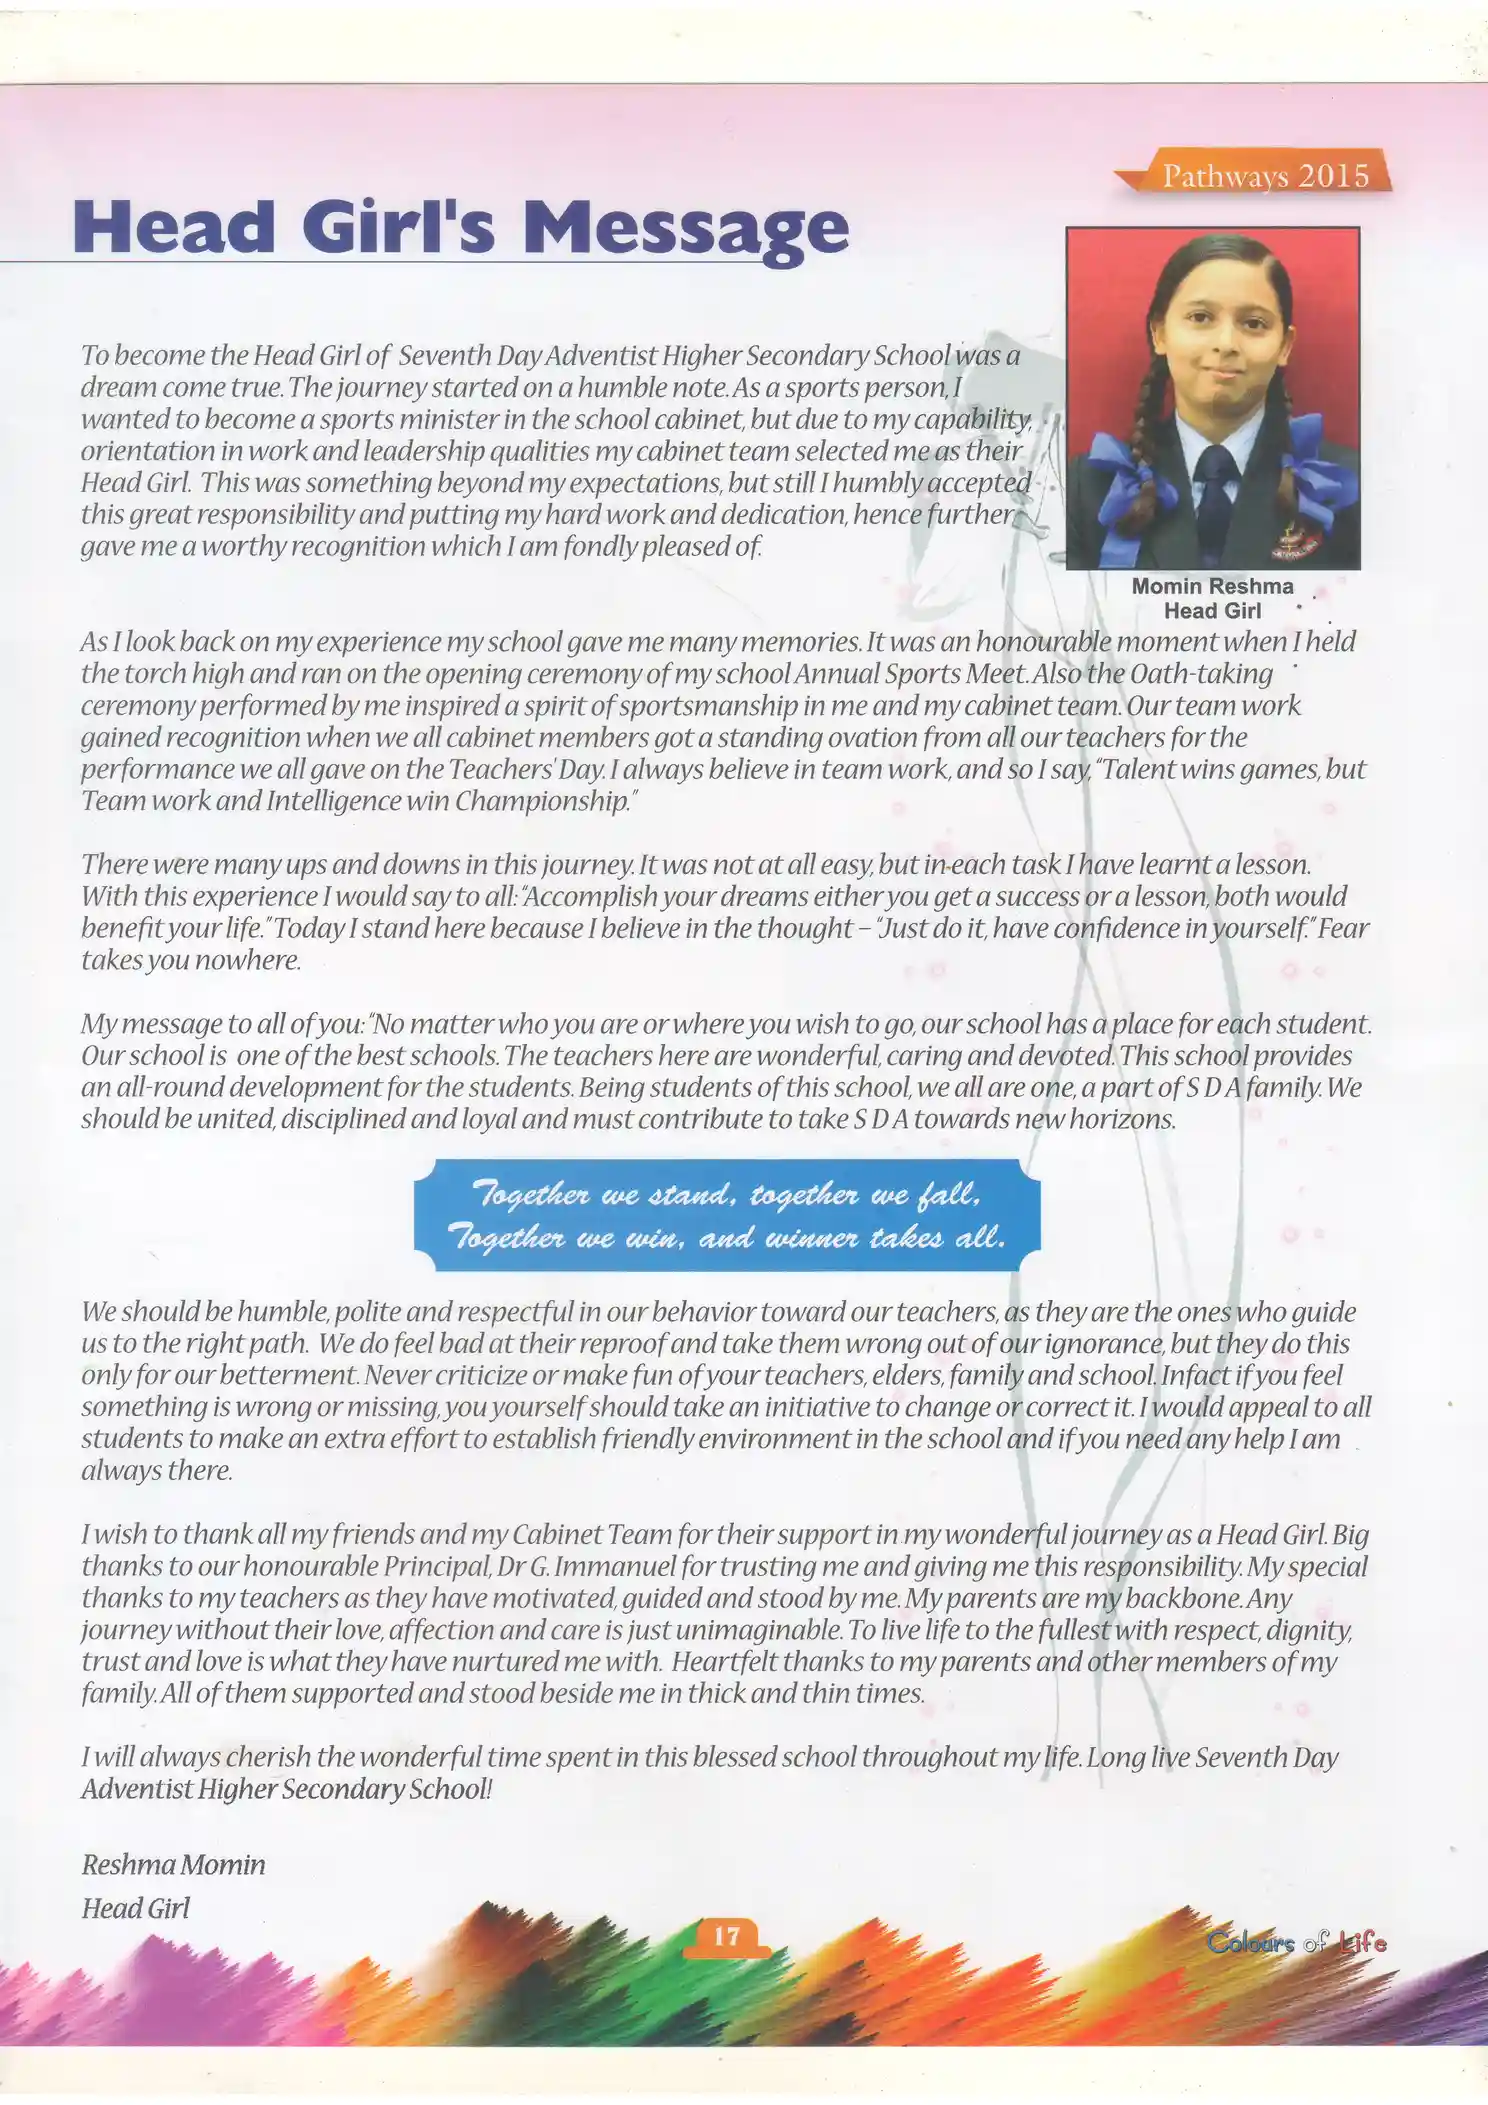 Pathways 2015
Head Girl's Message
To become the Head Girl of Seventh Day Adventist Higher Secondary School was a
dream come true. The journey started on a humble note. As a sports person, I
wanted to become a sports minister in the school cabinet, but due to my capability,
orientation in work and leadership qualities my cabinet team selected me as their
Head Girl. This was something beyond my expectations, but still I humbly accepted
this great responsibility and putting my hard work and dedication, hence further
gave me a worthy recognition which I am fondly pleased of.
Momin Reshma
Head Girl
As I look back on my experience my school gave me many memories. It was an honourable moment when I held
the torch high and ran on the opening ceremony of my school Annual Sports Meet. Also the Oath-taking
ceremony performed by me inspired a spirit of sportsmanship in me and my cabinet team. Our team work
gained recognition when we all cabinet members got a standing ovation from all our teachers for the
performance we all gave on the Teachers' Day. I always believe in team work, and so I say, "Talent wins games, but
Team work and Intelligence win Championship."
There were many ups and downs in this journey. It was not at all easy, but in each task I have learnt a lesson.
With this experience I would say to all: "Accomplish your dreams either you get a success or a lesson, both would
benefit your life." Today I stand here because I believe in the thought – "Just do it, have confidence in yourself." Fear
takes you nowhere.
My message to all of you: "No matter who you are or where you wish to go, our school has a place for each student.
Our school is one of the best schools. The teachers here are wonderful, caring and devoted. This school provides
an all-round development for the students. Being students of this school, we all are one, a part of S D A family. We
should be united, disciplined and loyal and must contribute to take S D A towards new horizons.
Together we stand, together we fall,
Together we win, and winner takes all.
We should be humble, polite and respectful in our behavior toward our teachers, as they are the ones who guide
us to the right path. We do feel bad at their reproof and take them wrong out of our ignorance, but they do this
only for our betterment. Never criticize or make fun of your teachers, elders, family and school. Infact if you feel
something is wrong or missing, you yourself should take an initiative to change or correct it. I would appeal to all
students to make an extra effort to establish friendly environment in the school and if you need any help I am
always there.
I wish to thank all my friends and my Cabinet Team for their support in my wonderful journey as a Head Girl. Big
thanks to our honourable Principal, Dr G. Immanuel for trusting me and giving me this responsibility. My special
thanks to my teachers as they have motivated, guided and stood by me. My parents are my backbone. Any
journey without their love, affection and care is just unimaginable. To live life to the fullest with respect, dignity,
trust and love is what they have nurtured me with. Heartfelt thanks to my parents and other members of my
family. All of them supported and stood beside me in thick and thin times.
I will always cherish the wonderful time spent in this blessed school throughout my life. Long live Seventh Day
Adventist Higher Secondary School!
Reshma Momin
Head Girl
17
Colours of Life